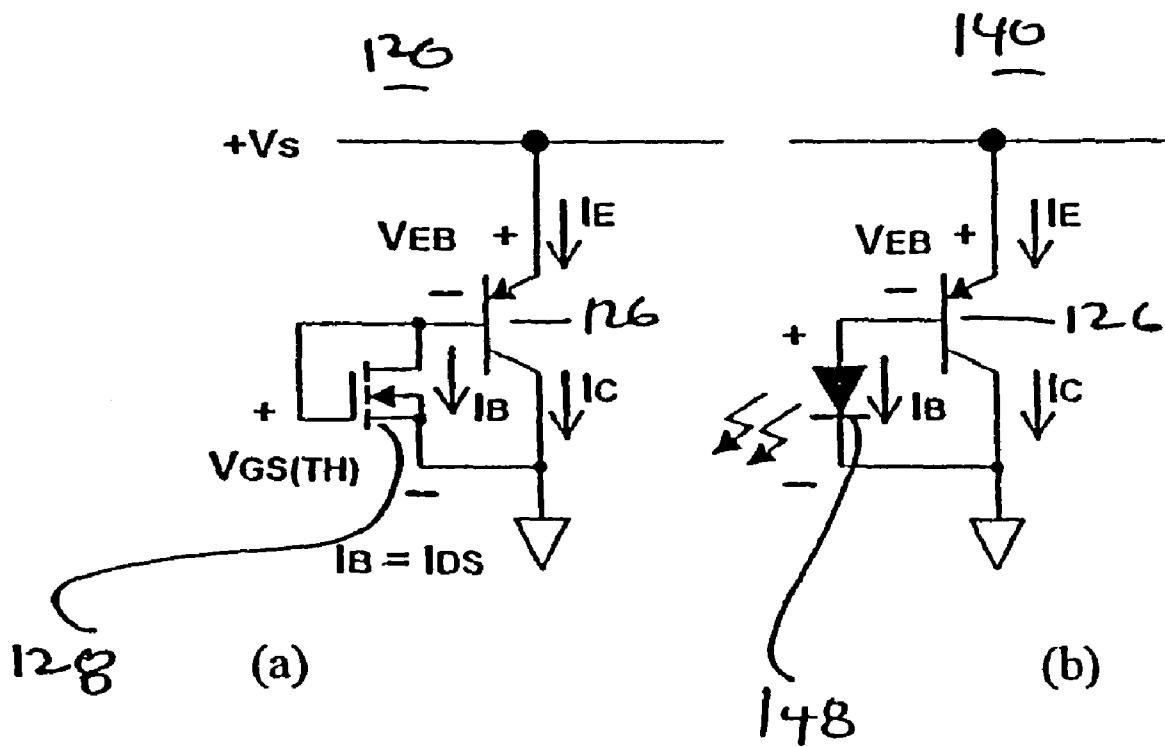 120 140
+Vs
VEB + IE VEB + IE
− 126 − 126
+ IB IC + IB IC
VGS(TH) − −
IB = IDS
128 (a) 148 (b)